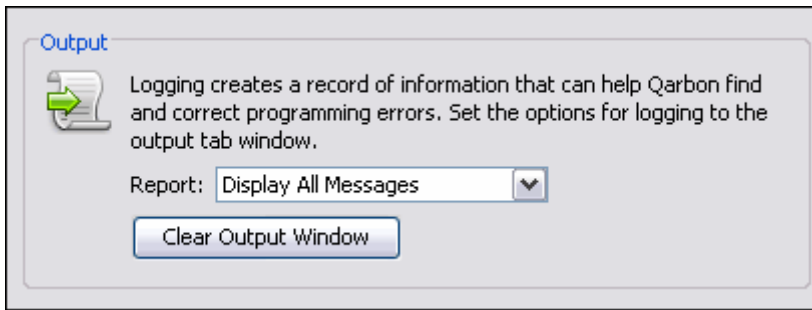 Output
Logging creates a record of information that can help Qarbon find
and correct programming errors. Set the options for logging to the
output tab window.
Report: Display All Messages
Clear Output Window